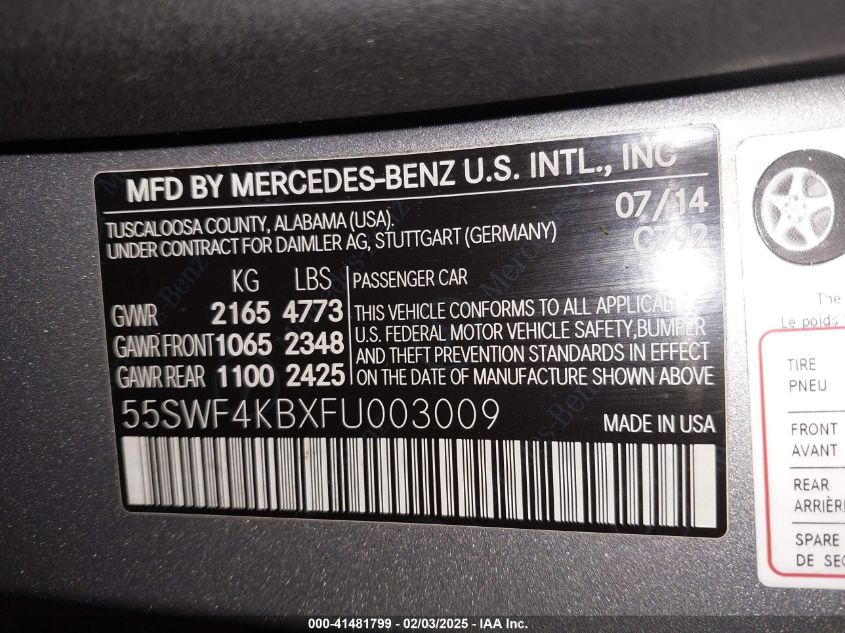 MFD BY MERCEDES-BENZ U.S. INTL., INC
TUSCALOOSA COUNTY, ALABAMA (USA).
UNDER CONTRACT FOR DAIMLER AG, STUTTGART (GERMANY)
07/14
C792
KG LBS
GVWR 2165 4773
GAWR FRONT 1065 2348
GAWR REAR 1100 2425
PASSENGER CAR
THIS VEHICLE CONFORMS TO ALL APPLICABLE
U.S. FEDERAL MOTOR VEHICLE SAFETY, BUMPER
AND THEFT PREVENTION STANDARDS IN EFFECT
ON THE DATE OF MANUFACTURE SHOWN ABOVE
55SWF4KBXFU003009
MADE IN USA
The
Le poids
TIRE
PNEU
FRONT
AVANT
REAR
ARRIÈRE
SPARE
DE SEC
000-41481799 - 02/03/2025 - IAA Inc.